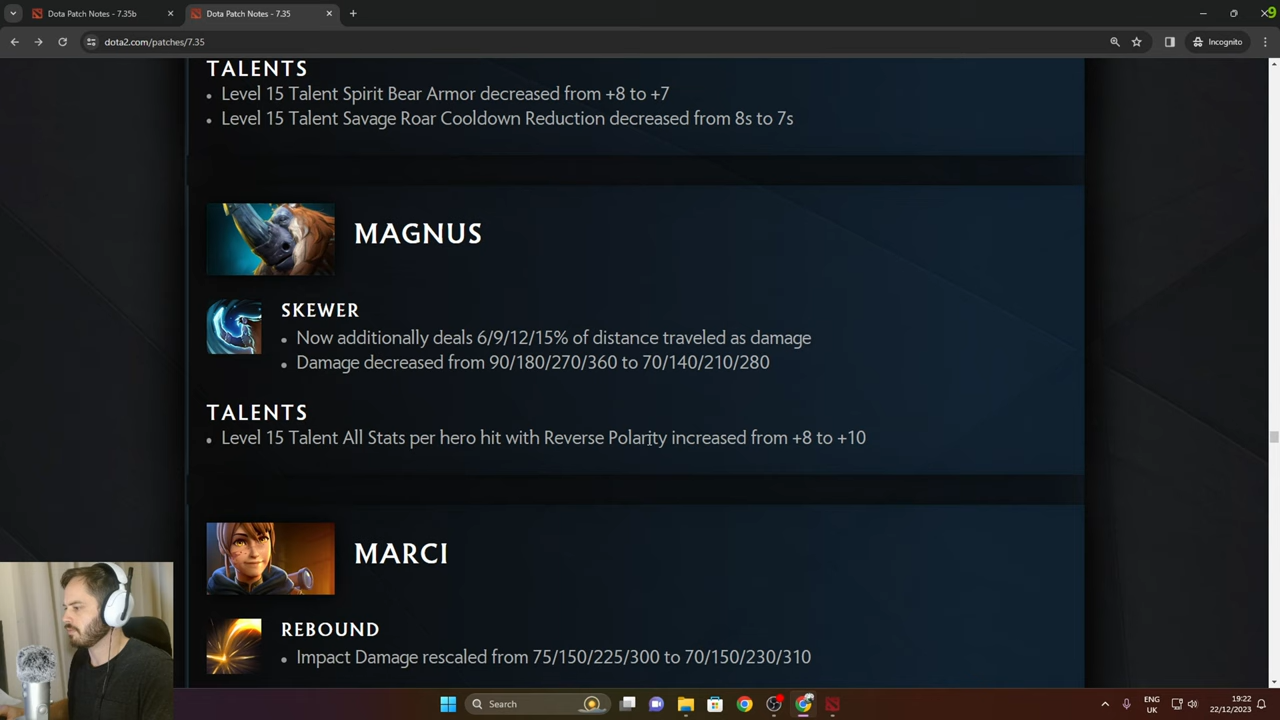 Dota Patch Notes - 7.35b
Dota Patch Notes - 7.35
dota2.com/patches/7.35
Incognito
TALENTS
Level 15 Talent Spirit Bear Armor decreased from +8 to +7
Level 15 Talent Savage Roar Cooldown Reduction decreased from 8s to 7s
MAGNUS
SKEWER
Now additionally deals 6/9/12/15% of distance traveled as damage
Damage decreased from 90/180/270/360 to 70/140/210/280
TALENTS
Level 15 Talent All Stats per hero hit with Reverse Polarity increased from +8 to +10
MARCI
REBOUND
Impact Damage rescaled from 75/150/225/300 to 70/150/230/310
Search
ENG
UK
19:22
22/12/2023
9